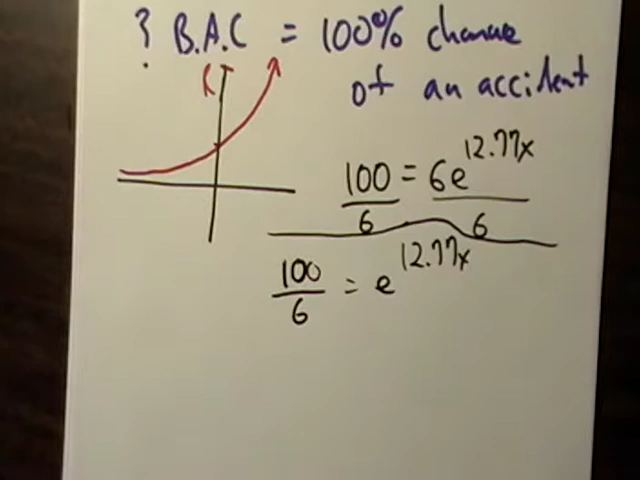 ? B.A.C = 100% chance
of an accident
R
100/6 = 6e^12.77x/6
100/6 = e^12.77x